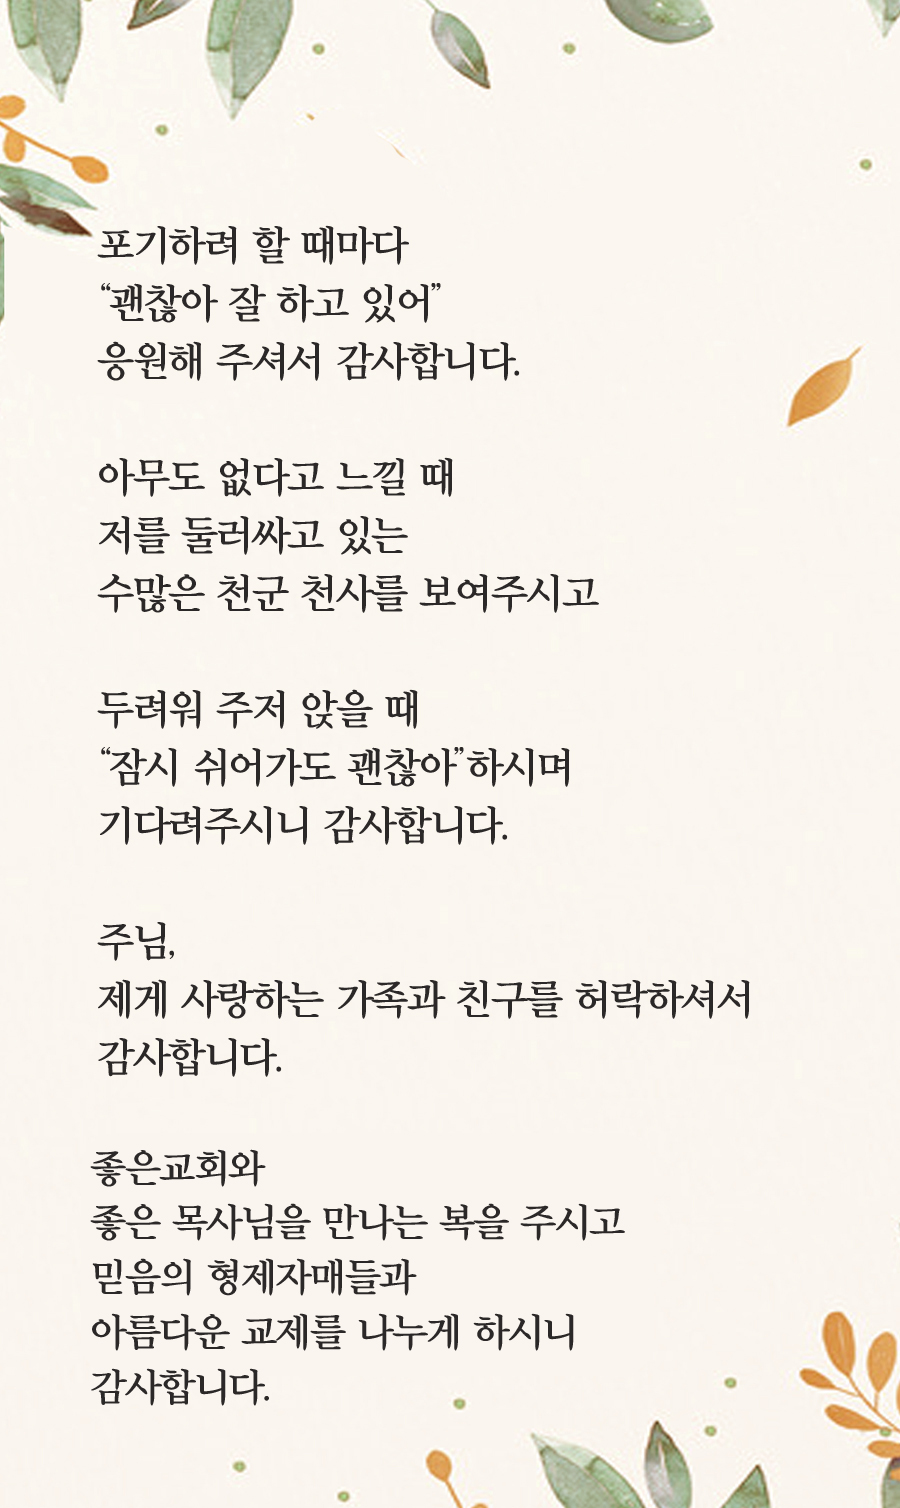 포기하려 할 때마다
“괜찮아 잘 하고 있어”
응원해 주셔서 감사합니다.
아무도 없다고 느낄 때
저를 둘러싸고 있는
수많은 천군 천사를 보여주시고
두려워 주저 앉을 때
“잠시 쉬어가도 괜찮아”하시며
기다려주시니 감사합니다.
주님,
제게 사랑하는 가족과 친구를 허락하셔서
감사합니다.
좋은교회와
좋은 목사님을 만나는 복을 주시고
믿음의 형제자매들과
아름다운 교제를 나누게 하시니
감사합니다.